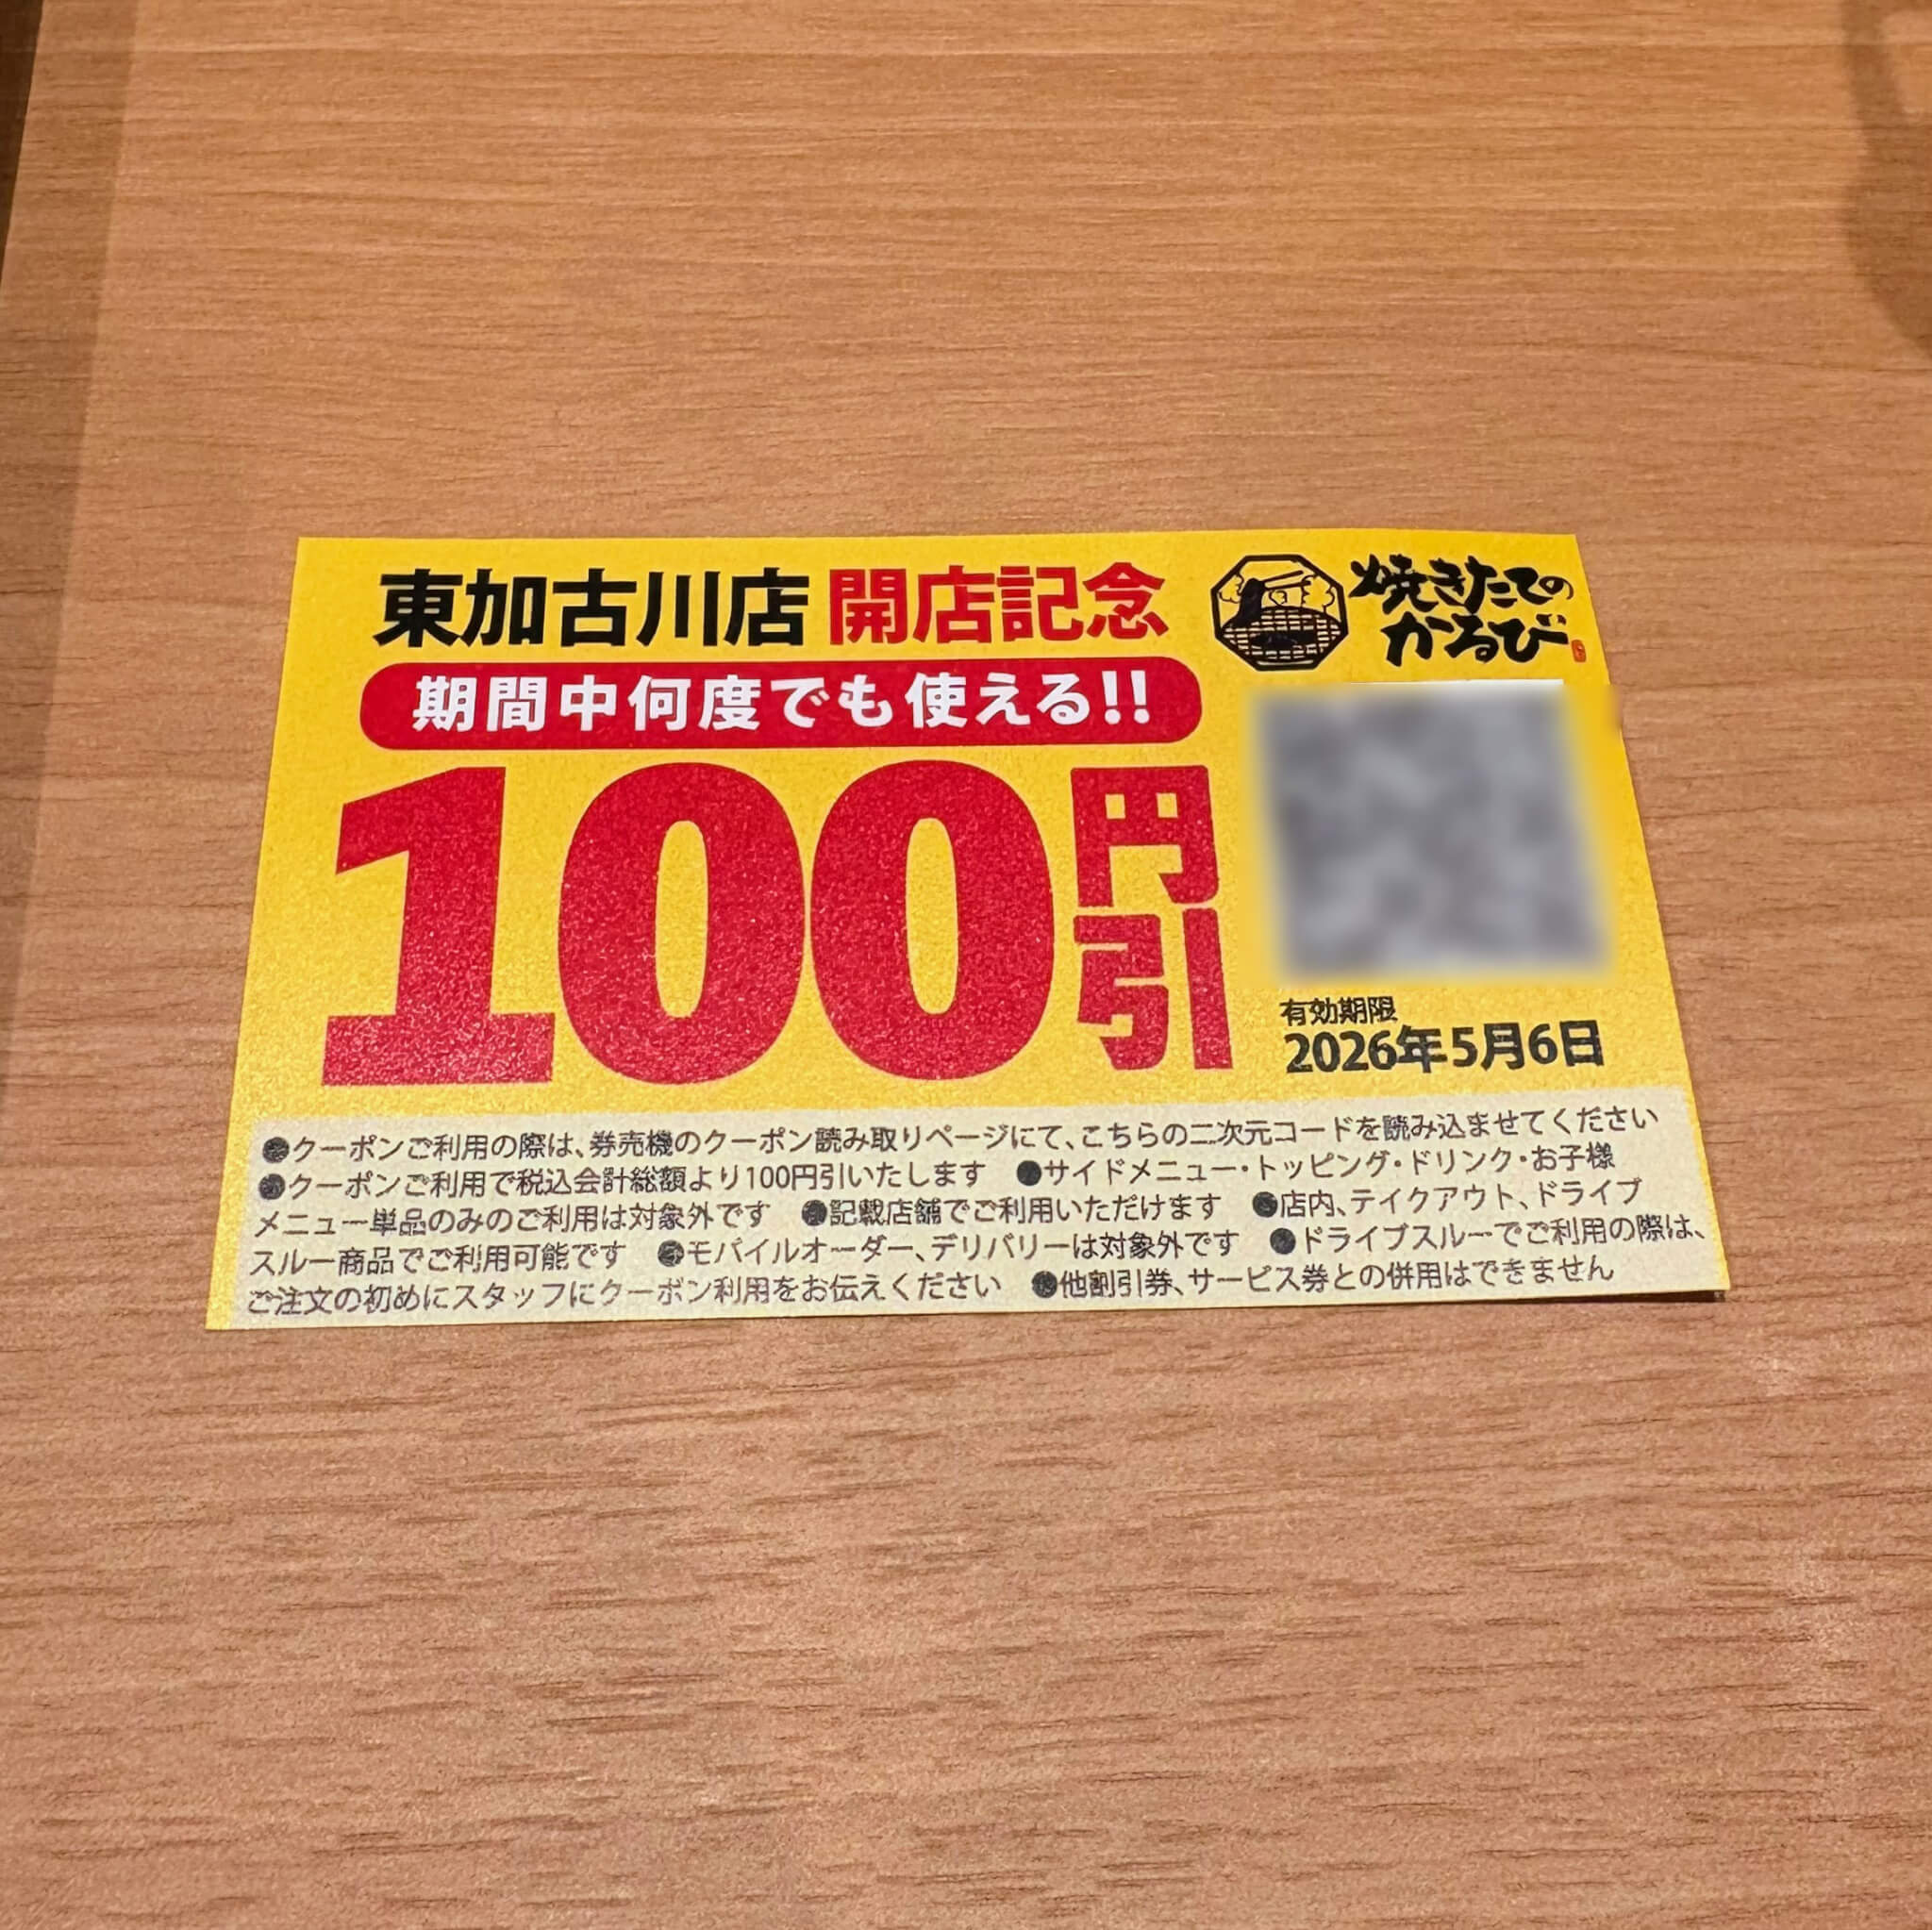 東加古川店 開店記念
焼きたての
かるび
期間中何度でも使える!!
100円引
有効期限
2026年5月6日
●クーポンご利用の際は、券売機のクーポン読み取りページにて、こちらの二次元コードを読み込ませてください
●クーポンご利用で税込会計総額より100円引いたします ●サイドメニュー・トッピング・ドリンク・お子様
メニュー単品のみのご利用は対象外です ●記載店舗でご利用いただけます ●店内、テイクアウト、ドライブ
スルー商品でご利用可能です ●モバイルオーダー、デリバリーは対象外です ●ドライブスルーでご利用の際は、
ご注文の初めにスタッフにクーポン利用をお伝えください ●他割引券、サービス券との併用はできません